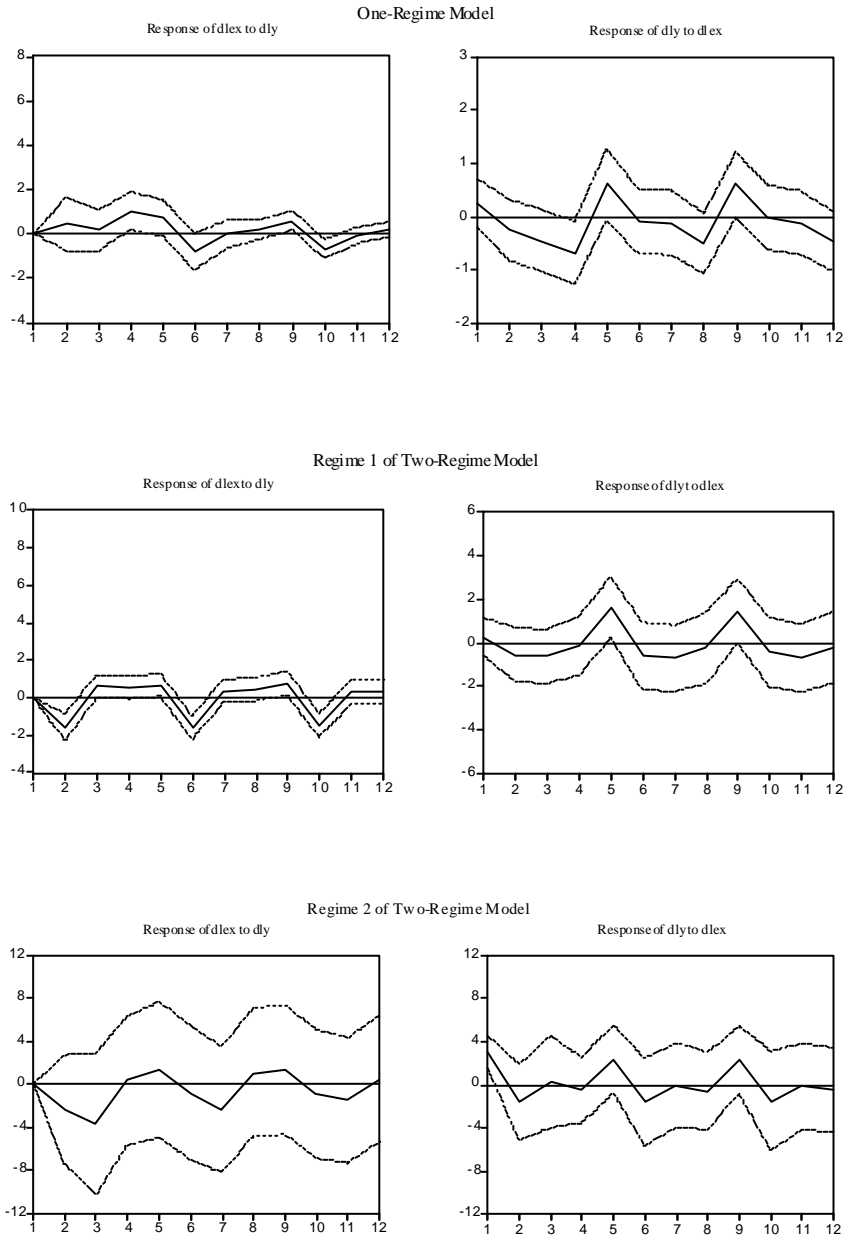 One-Regime Model
Response of dlex to dly
Response of dly to dlex
8
6
4
2
0
-2
-4
1 2 3 4 5 6 7 8 9 10 11 12
3
2
1
0
-1
-2
1 2 3 4 5 6 7 8 9 10 11 12
Regime 1 of Two-Regime Model
Response of dlex to dly
Response of dlyt odlex
10
8
6
4
2
0
-2
-4
1 2 3 4 5 6 7 8 9 10 11 12
6
4
2
0
-2
-4
-6
1 2 3 4 5 6 7 8 9 10 11 12
Regime 2 of Two-Regime Model
Response of dlex to dly
Response of dly to dlex
12
8
4
0
-4
-8
-12
1 2 3 4 5 6 7 8 9 10 11 12
12
8
4
0
-4
-8
-12
1 2 3 4 5 6 7 8 9 10 11 12